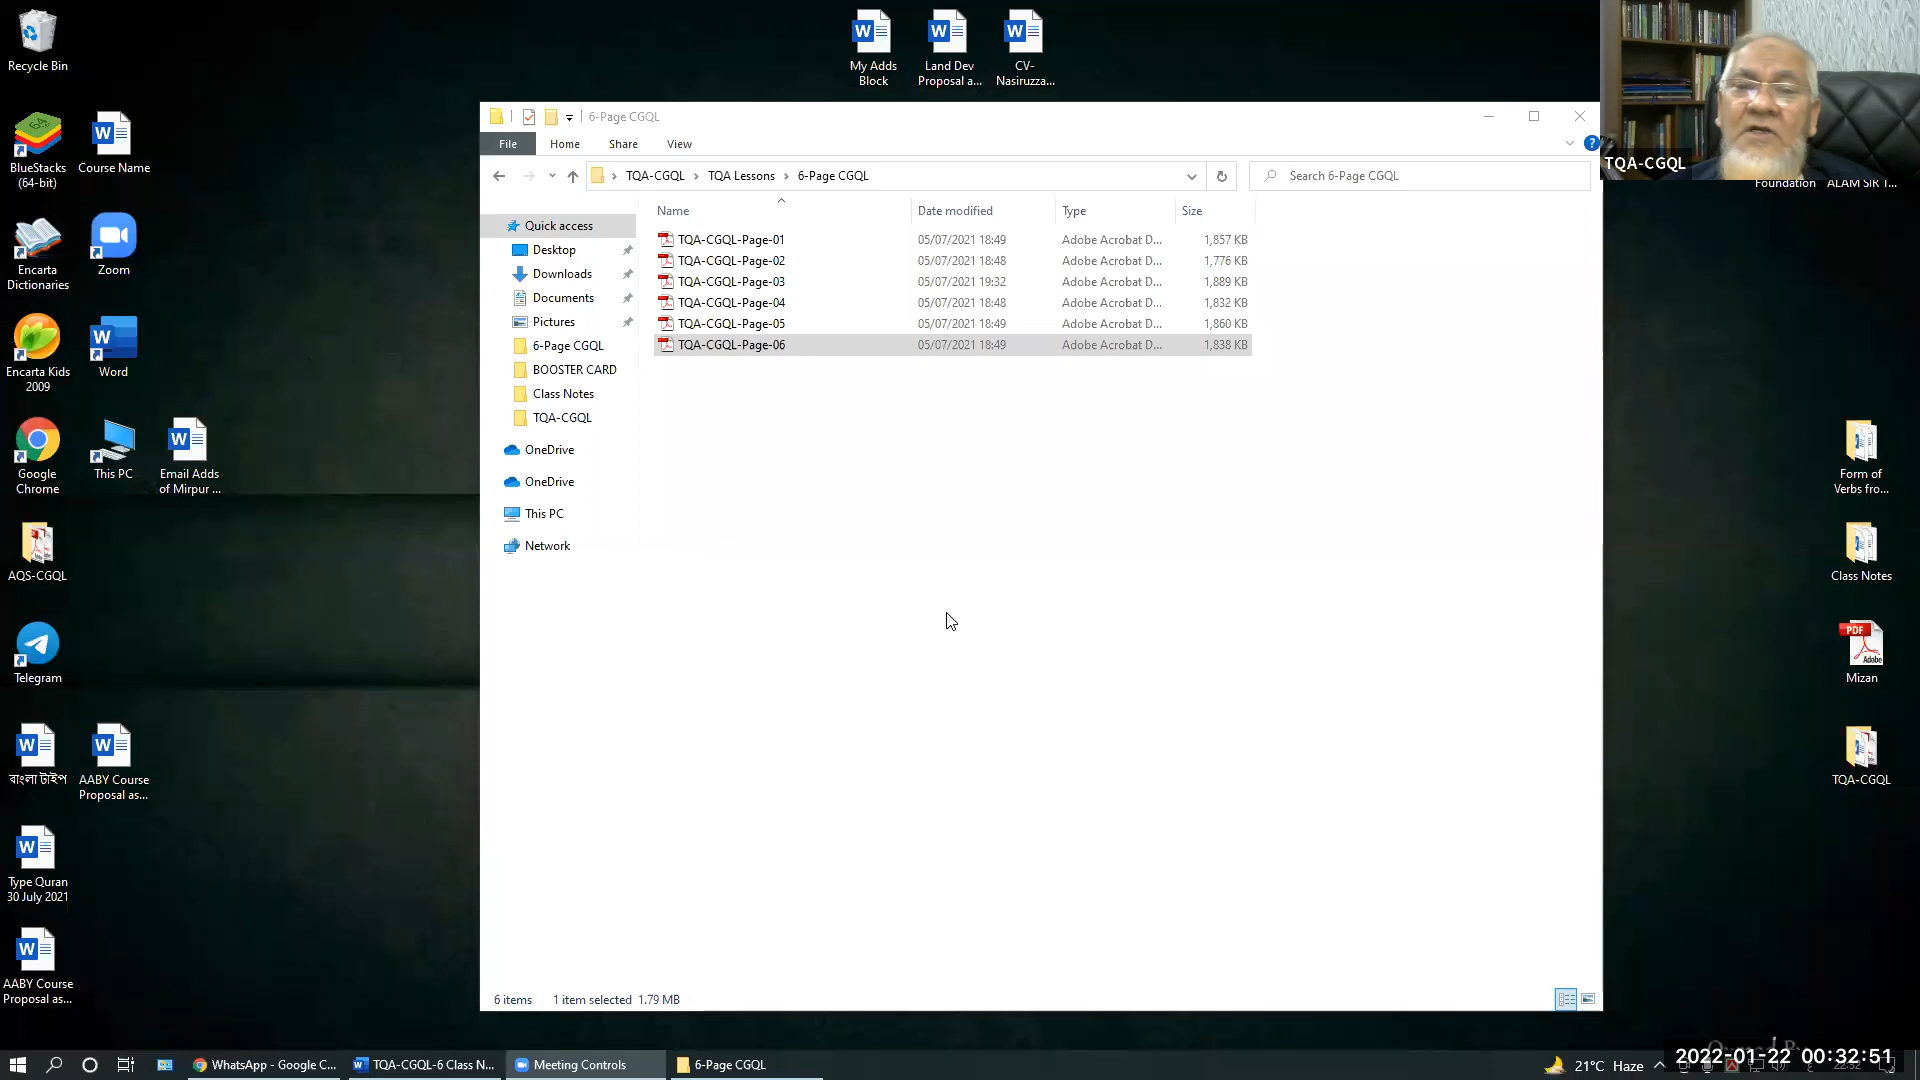 Recycle Bin
My Adds
Block
Land Dev
Proposal a...
CV-
Nasiruzza...
TQA-CGQL
Foundation
ALAM SIR T...
BlueStacks
(64-bit)
Course Name
Encarta
Dictionaries
Zoom
Encarta Kids
2009
Word
Google
Chrome
This PC
Email Adds
of Mirpur ...
AQS-CGQL
Telegram
বাংলা টাইপ
AABY Course
Proposal as...
Type Quran
30 July 2021
AABY Course
Proposal as...
6-Page CGQL
File Home Share View
TQA-CGQL TQA Lessons 6-Page CGQL
Search 6-Page CGQL
Name Date modified Type Size
TQA-CGQL-Page-01 05/07/2021 18:49 Adobe Acrobat D... 1,857 KB
TQA-CGQL-Page-02 05/07/2021 18:48 Adobe Acrobat D... 1,776 KB
TQA-CGQL-Page-03 05/07/2021 19:32 Adobe Acrobat D... 1,889 KB
TQA-CGQL-Page-04 05/07/2021 18:48 Adobe Acrobat D... 1,832 KB
TQA-CGQL-Page-05 05/07/2021 18:49 Adobe Acrobat D... 1,860 KB
TQA-CGQL-Page-06 05/07/2021 18:49 Adobe Acrobat D... 1,838 KB
Quick access
Desktop
Downloads
Documents
Pictures
6-Page CGQL
BOOSTER CARD
Class Notes
TQA-CGQL
OneDrive
OneDrive
This PC
Network
6 items 1 item selected 1.79 MB
Form of
Verbs fro...
Class Notes
PDF
Adobe
Mizan
TQA-CGQL
WhatsApp - Google C...
TQA-CGQL-6 Class N...
Meeting Controls
6-Page CGQL
21°C Haze
2022-01-22 00:32:51
22:32